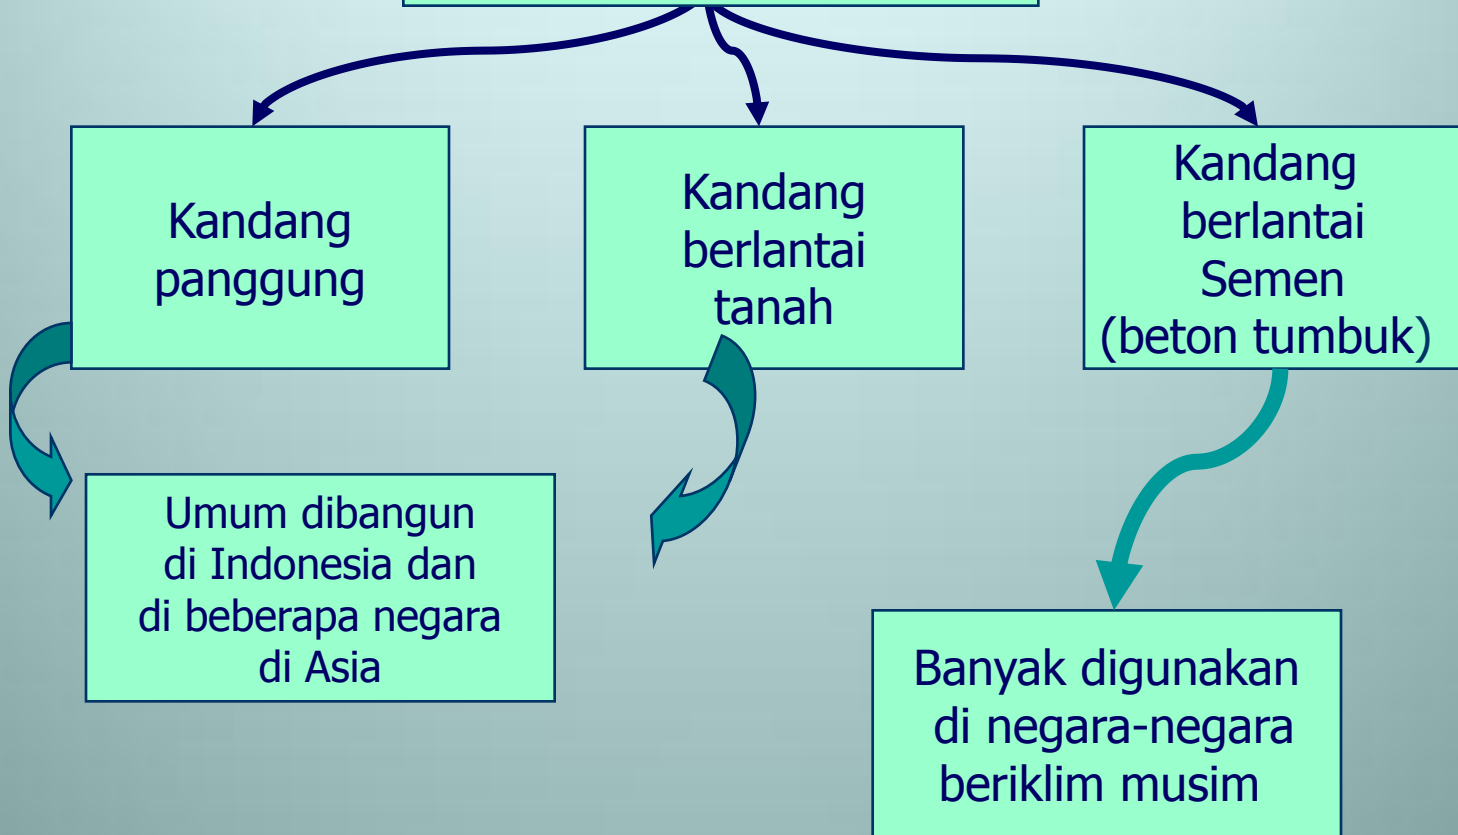 Kandang
panggung
Kandang
berlantai
tanah
Kandang
berlantai
Semen
(beton tumbuk)
Umum dibangun
di Indonesia dan
di beberapa negara
di Asia
Banyak digunakan
di negara-negara
beriklim musim